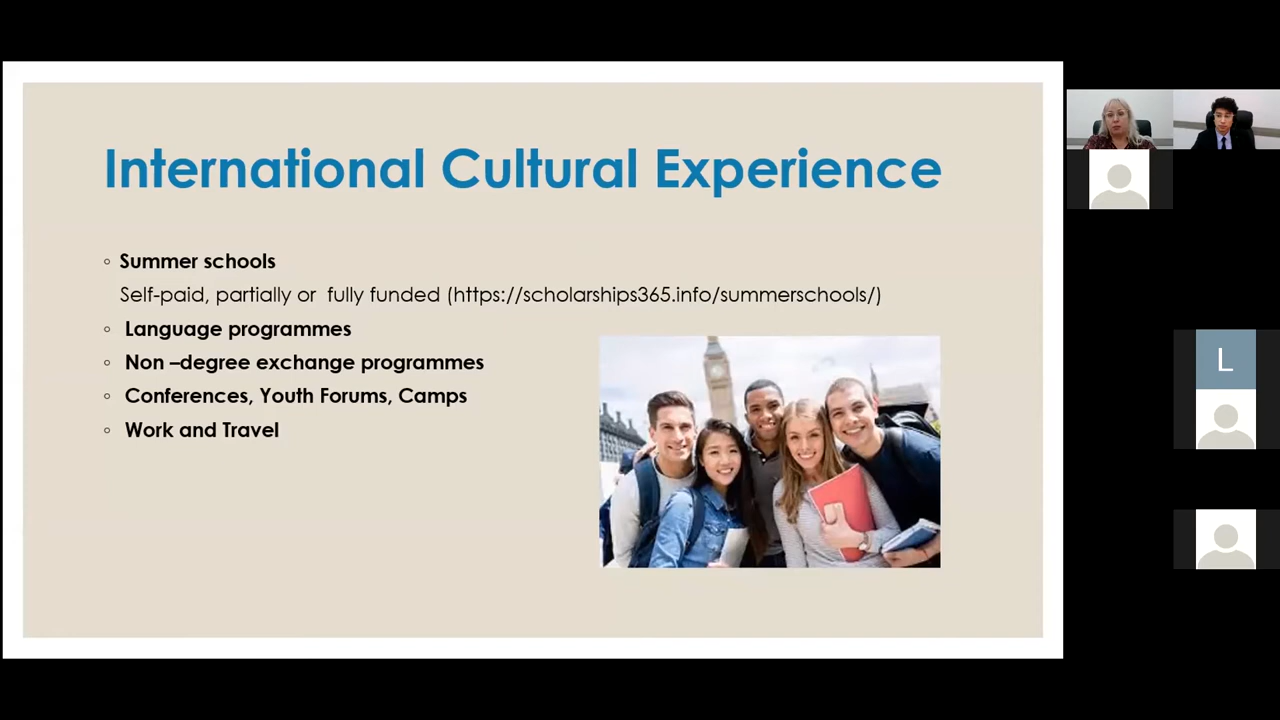 International Cultural Experience
◦ Summer schools
Self-paid, partially or  fully funded (https://scholarships365.info/summerschools/)
◦ Language programmes
◦ Non –degree exchange programmes
◦ Conferences, Youth Forums, Camps
◦ Work and Travel
L